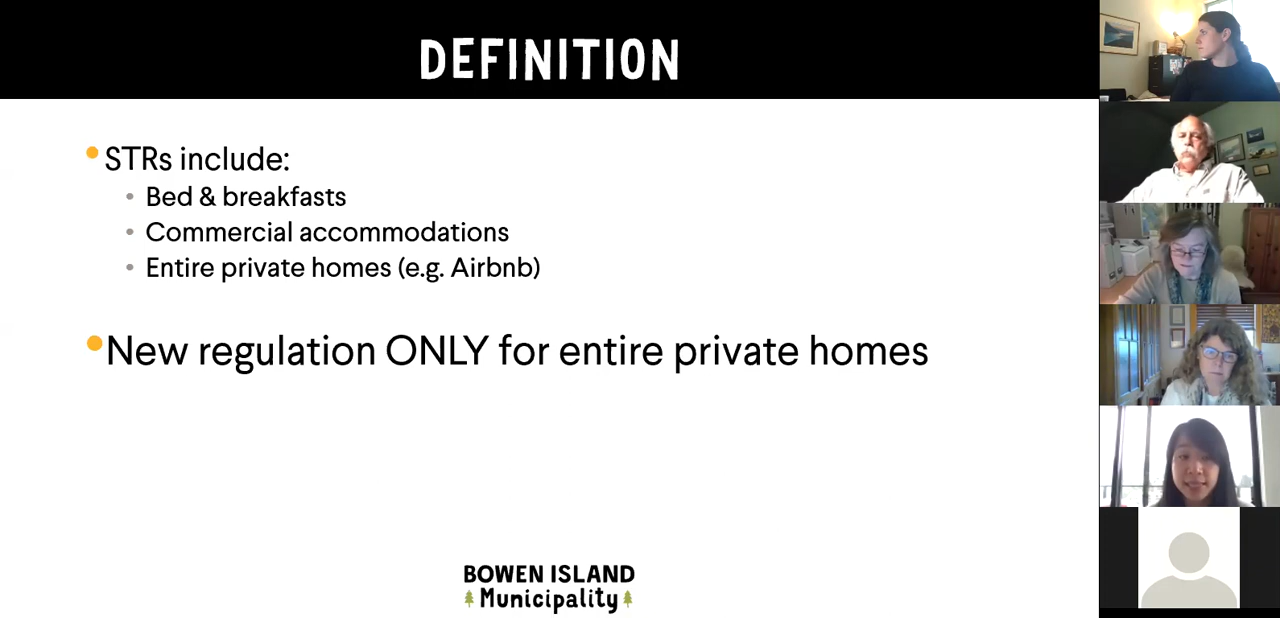 DEFINITION
STRs include:
Bed & breakfasts
Commercial accommodations
Entire private homes (e.g. Airbnb)
New regulation ONLY for entire private homes
BOWEN ISLAND
Municipality